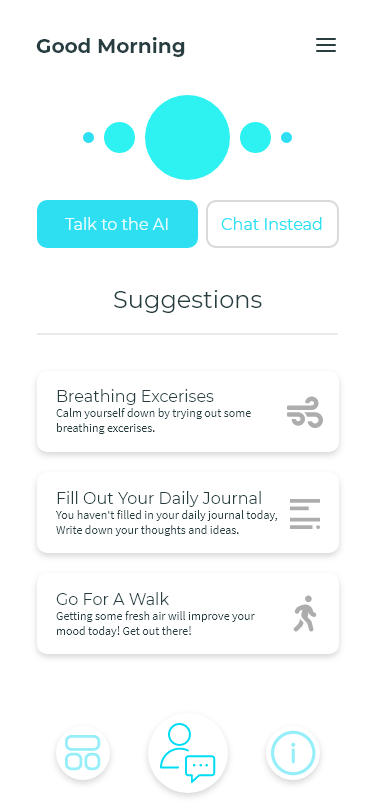 Good Morning
Talk to the AI
Chat Instead
Suggestions
Breathing Excerises
Calm yourself down by trying out some
breathing excerises.
Fill Out Your Daily Journal
You haven't filled in your daily journal today,
Write down your thoughts and ideas.
Go For A Walk
Getting some fresh air will improve your
mood today! Get out there!